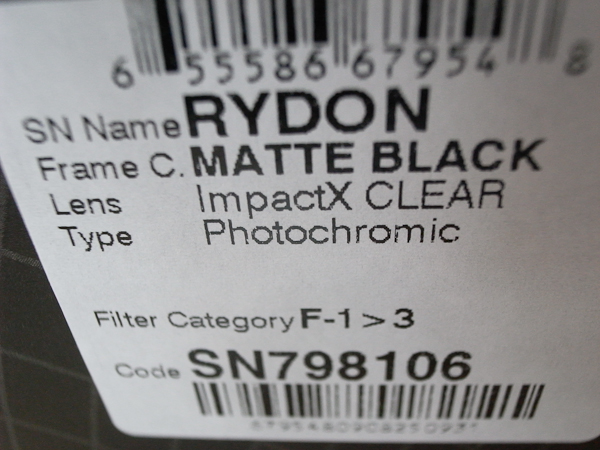 6 55586 67954 8
SN Name RYDON
Frame C. MATTE BLACK
Lens ImpactX CLEAR
Type Photochromic
Filter Category F-1 > 3
Code SN798106